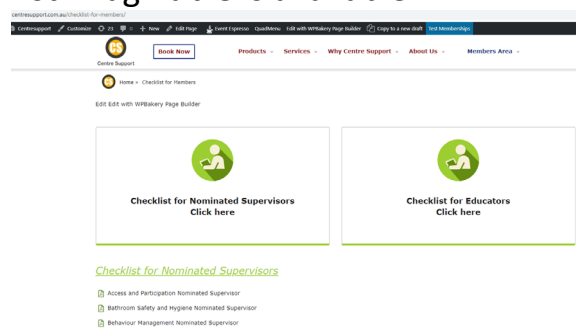 centresupport.com.au/checklist-for-members/
Centresupport Customize 23 0 New Edit Page Event Espresso QuadMenu Edit with WPBakery Page Builder Copy to a new draft Test Memberships
CS
Centre Support
Book Now
Products Services Why Centre Support About Us Members Area
CS Home » Checklist for Members
Edit Edit with WPBakery Page Builder
Checklist for Nominated Supervisors
Click here
Checklist for Educators
Click here
Checklist for Nominated Supervisors
Access and Participation Nominated Supervisor
Bathroom Safety and Hygiene Nominated Supervisor
Behaviour Management Nominated Supervisor